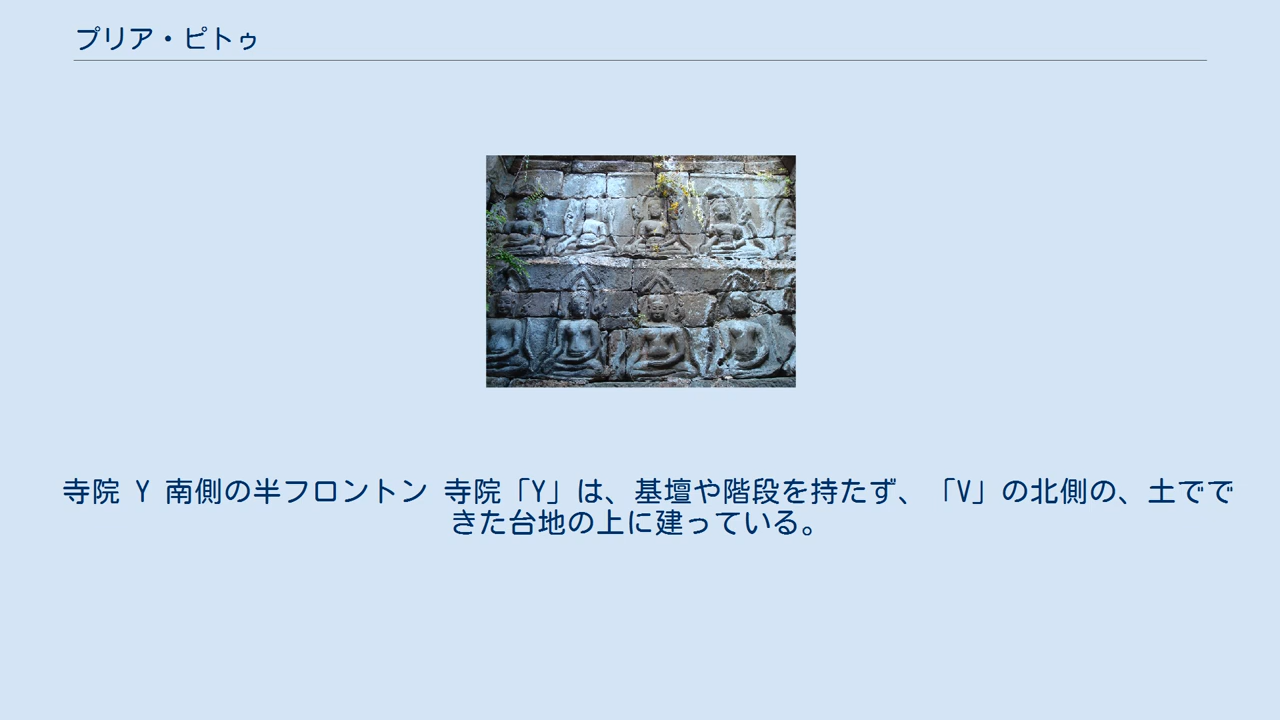 プリア・ピトゥ
寺院 Y 南側の半フロントン 寺院「Y」は、基壇や階段を持たず、「V」の北側の、土でで
きた台地の上に建っている。